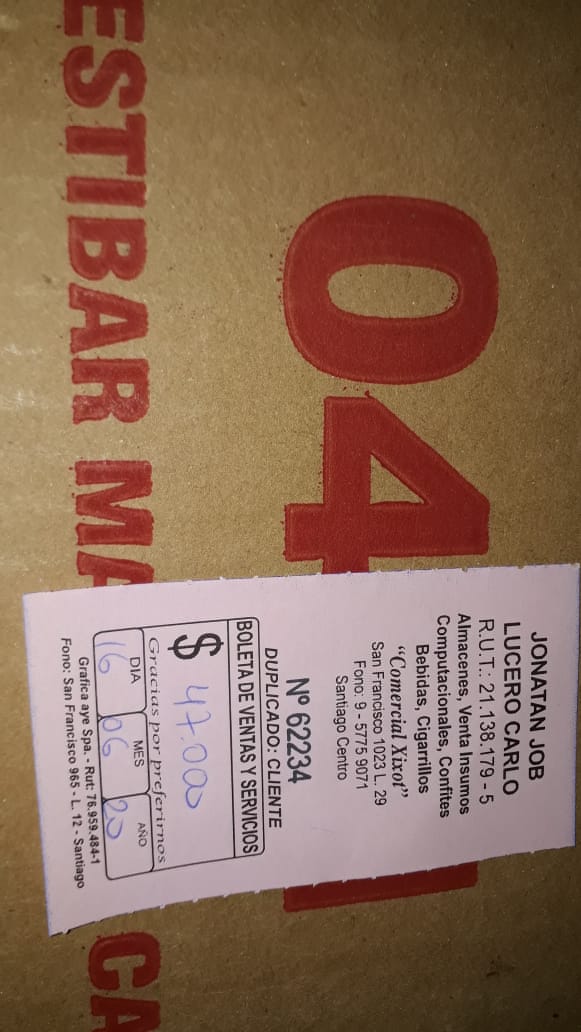 ESTIBAR MA
CA
04
JONATAN JOB
LUCERO CARLO
R.U.T.: 21.138.179 - 5
Almacenes, Venta Insumos
Computacionales, Confites
Bebidas, Cigarrillos
“Comercial Xixot”
San Francisco 1023 L. 29
Fono: 9 - 5775 9071
Santiago Centro
Nº 62234
DUPLICADO: CLIENTE
BOLETA DE VENTAS Y SERVICIOS
$ 47.000
Gracias por preferirnos
DIA MES AÑO
16 06 20
Grafica aye Spa. - Rut: 76.959.484-1
Fono: San Francisco 965 - L. 12 - Santiago